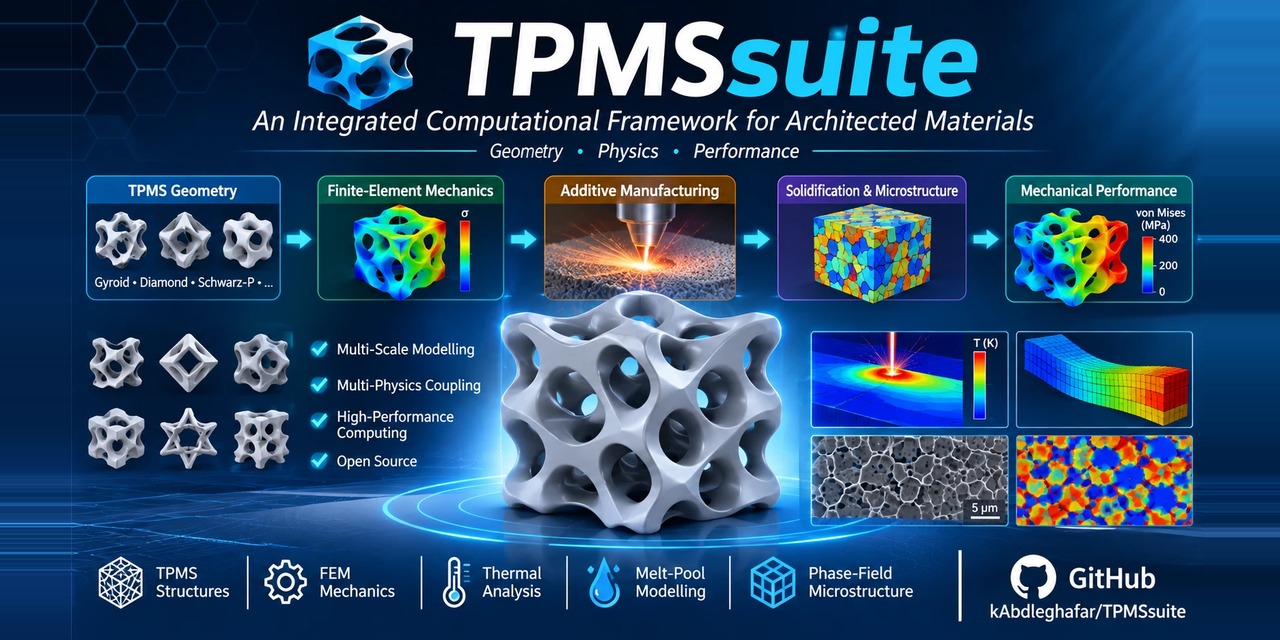 TPMSsuite
An Integrated Computational Framework for Architected Materials
Geometry • Physics • Performance
TPMS Geometry
Gyroid • Diamond • Schwarz-P • ...
Finite-Element Mechanics
σ
Additive Manufacturing
Solidification & Microstructure
Mechanical Performance
von Mises
(MPa)
400
200
0
Multi-Scale Modelling
Multi-Physics Coupling
High-Performance
Computing
Open Source
T (K)
5 µm
TPMS
Structures
FEM
Mechanics
Thermal
Analysis
Melt-Pool
Modelling
Phase-Field
Microstructure
GitHub
kAbdleghafar/TPMSsuite